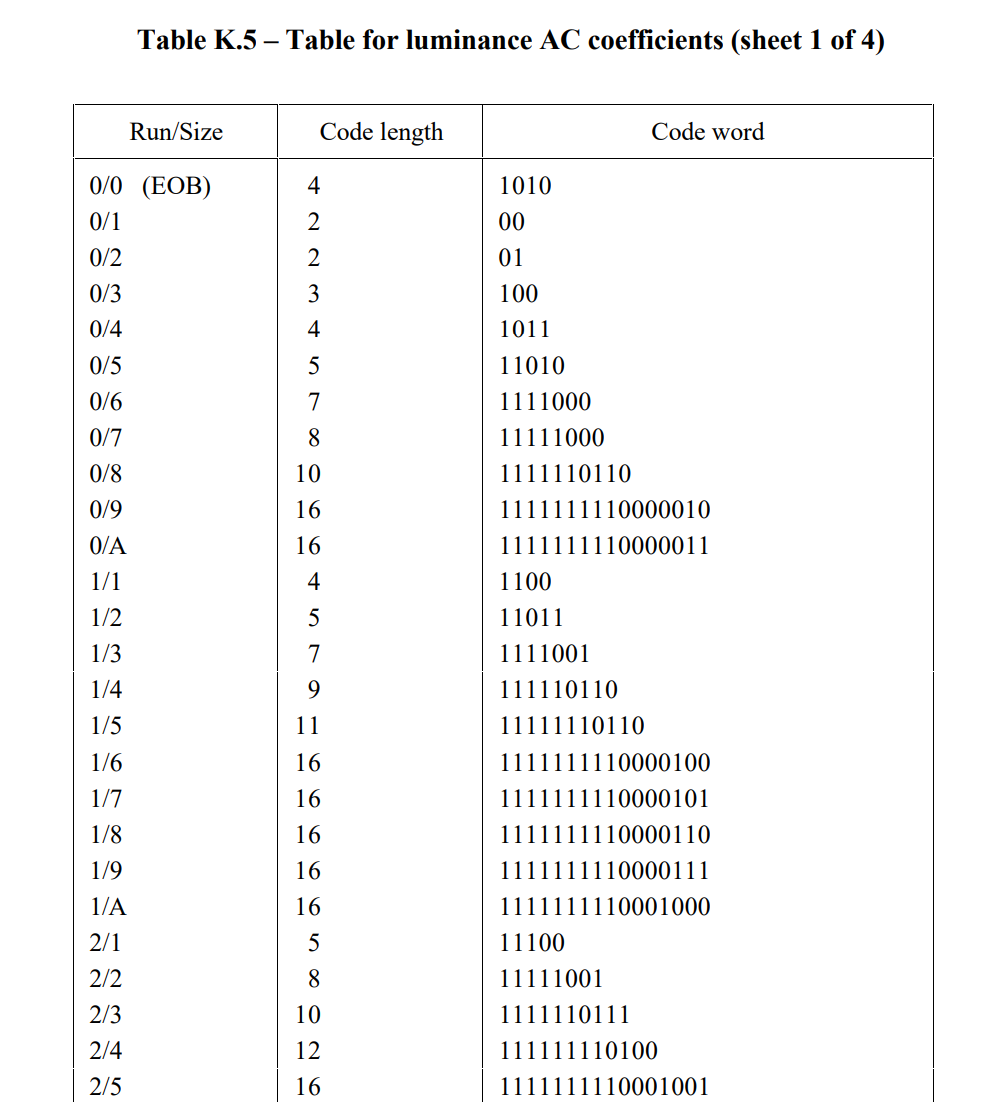 Table K.5 – Table for luminance AC coefficients (sheet 1 of 4)
Run/Size Code length Code word
0/0 (EOB) 4 1010
0/1 2 00
0/2 2 01
0/3 3 100
0/4 4 1011
0/5 5 11010
0/6 7 1111000
0/7 8 11111000
0/8 10 1111110110
0/9 16 1111111110000010
0/A 16 1111111110000011
1/1 4 1100
1/2 5 11011
1/3 7 1111001
1/4 9 111110110
1/5 11 11111110110
1/6 16 1111111110000100
1/7 16 1111111110000101
1/8 16 1111111110000110
1/9 16 1111111110000111
1/A 16 1111111110001000
2/1 5 11100
2/2 8 11111001
2/3 10 1111110111
2/4 12 111111110100
2/5 16 1111111110001001